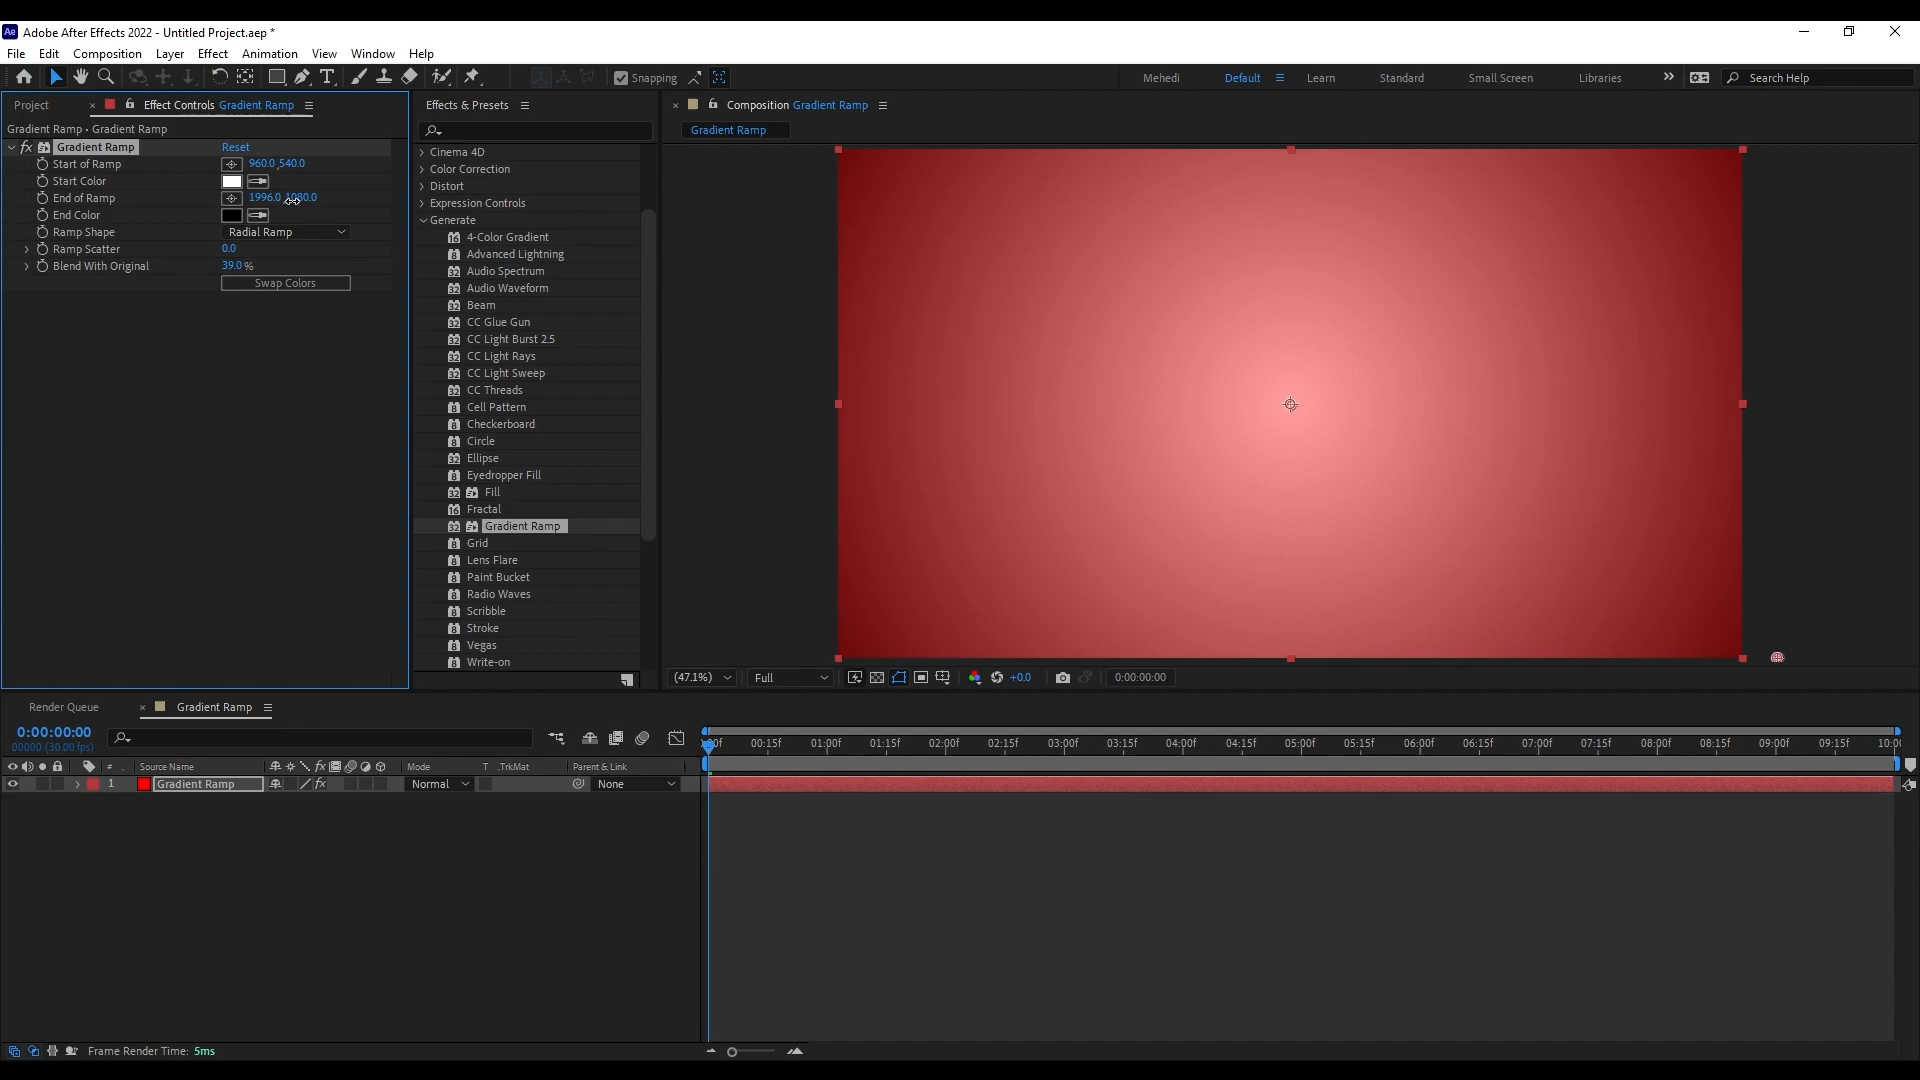 Adobe After Effects 2022 - Untitled Project.aep *
File Edit Composition Layer Effect Animation View Window Help
Snapping Mehedi Default Learn Standard Small Screen Libraries Search Help
Project Effect Controls Gradient Ramp
Gradient Ramp • Gradient Ramp
Gradient Ramp Reset
Start of Ramp 960.0, 540.0
Start Color
End of Ramp 1996.0, 1080.0
End Color
Ramp Shape Radial Ramp
Ramp Scatter 0.0
Blend With Original 39.0 %
Swap Colors
Effects & Presets
Cinema 4D
Color Correction
Distort
Expression Controls
Generate
4-Color Gradient
Advanced Lightning
Audio Spectrum
Audio Waveform
Beam
CC Glue Gun
CC Light Burst 2.5
CC Light Rays
CC Light Sweep
CC Threads
Cell Pattern
Checkerboard
Circle
Ellipse
Eyedropper Fill
Fill
Fractal
Gradient Ramp
Grid
Lens Flare
Paint Bucket
Radio Waves
Scribble
Stroke
Vegas
Write-on
Composition Gradient Ramp
Gradient Ramp
(47.1%) Full +0.0 0:00:00:00
Render Queue Gradient Ramp
0:00:00:00
00000 (30.00 fps)
00:15f 01:00f 01:15f 02:00f 02:15f 03:00f 03:15f 04:00f 04:15f 05:00f 05:15f 06:00f 06:15f 07:00f 07:15f 08:00f 08:15f 09:00f 09:15f 10:00
# Source Name Mode T .TrkMat Parent & Link
1 Gradient Ramp Normal None
Frame Render Time: 5ms